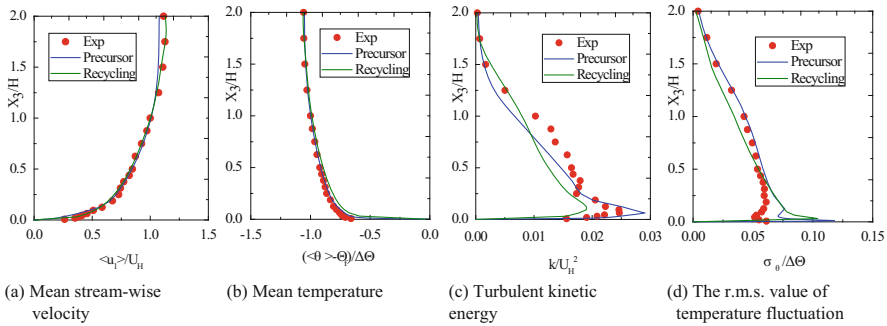 2.0
1.5
1.0
0.5
0.0
X3/H
Exp
Precursor
Recycling
0.0 0.5 1.0 1.5
<u1>/UH
(a) Mean stream-wise
velocity
2.0
1.5
1.0
0.5
0.0
X3/H
Exp
Precursor
Recycling
-1.5 -1.0 -0.5 0.0
(<θ>-Θf)/ΔΘ
(b) Mean temperature
2.0
1.5
1.0
0.5
0.0
X3/H
Exp
Precursor
Recycling
0.00 0.01 0.02 0.03
k/UH²
(c) Turbulent kinetic
energy
2.0
1.5
1.0
0.5
0.0
X3/H
Exp
Precursor
Recycling
0.00 0.05 0.10 0.15
σθ/ΔΘ
(d) The r.m.s. value of
temperature fluctuation